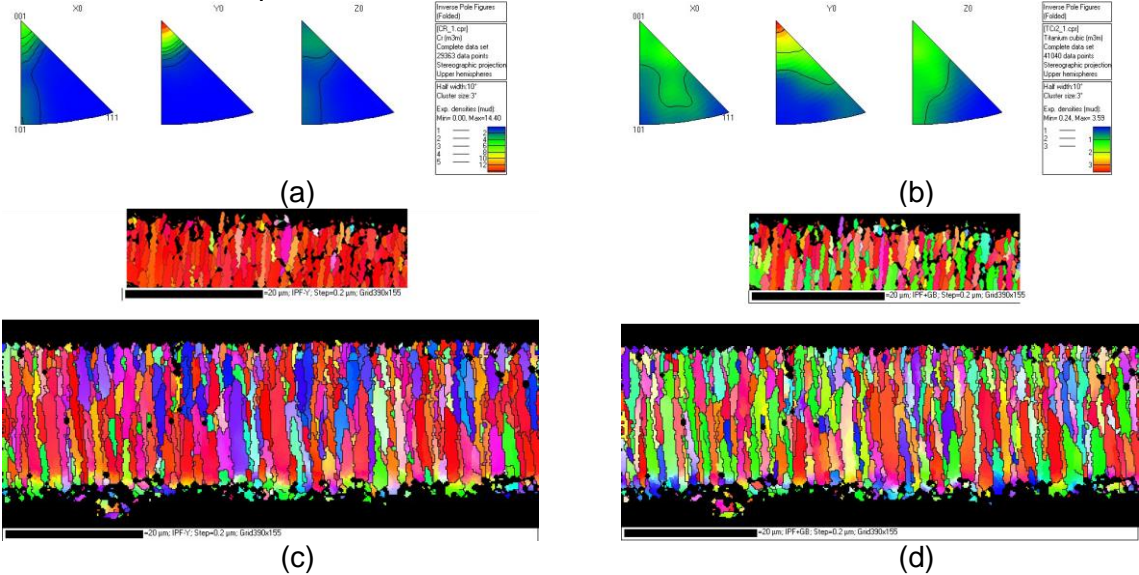 X0 Y0 Z0
001
101 111
Inverse Pole Figures
(Folded)
[CR_1.cpr]
Cr (m3m)
Complete data set
29363 data points
Stereographic projection
Upper hemispheres
Half width:10°
Cluster size:3°
Exp. densities (mud):
Min= 0.00, Max=14.40
1
2
3
4
5
2
4
6
8
10
12
(a)
X0 Y0 Z0
001
101 111
Inverse Pole Figures
(Folded)
[TCr2_1.cpr]
Titanium cubic (m3m)
Complete data set
41040 data points
Stereographic projection
Upper hemispheres
Half width:10°
Cluster size:3°
Exp. densities (mud):
Min= 0.24, Max= 3.59
1
2
3
1
2
3
(b)
=20 µm; IPF-Y; Step=0.2 µm; Grid390x155
=20 µm; IPF+GB; Step=0.2 µm; Grid390x155
=20 µm; IPF-Y; Step=0.2 µm; Grid390x155
=20 µm; IPF+GB; Step=0.2 µm; Grid390x155
(c)
(d)